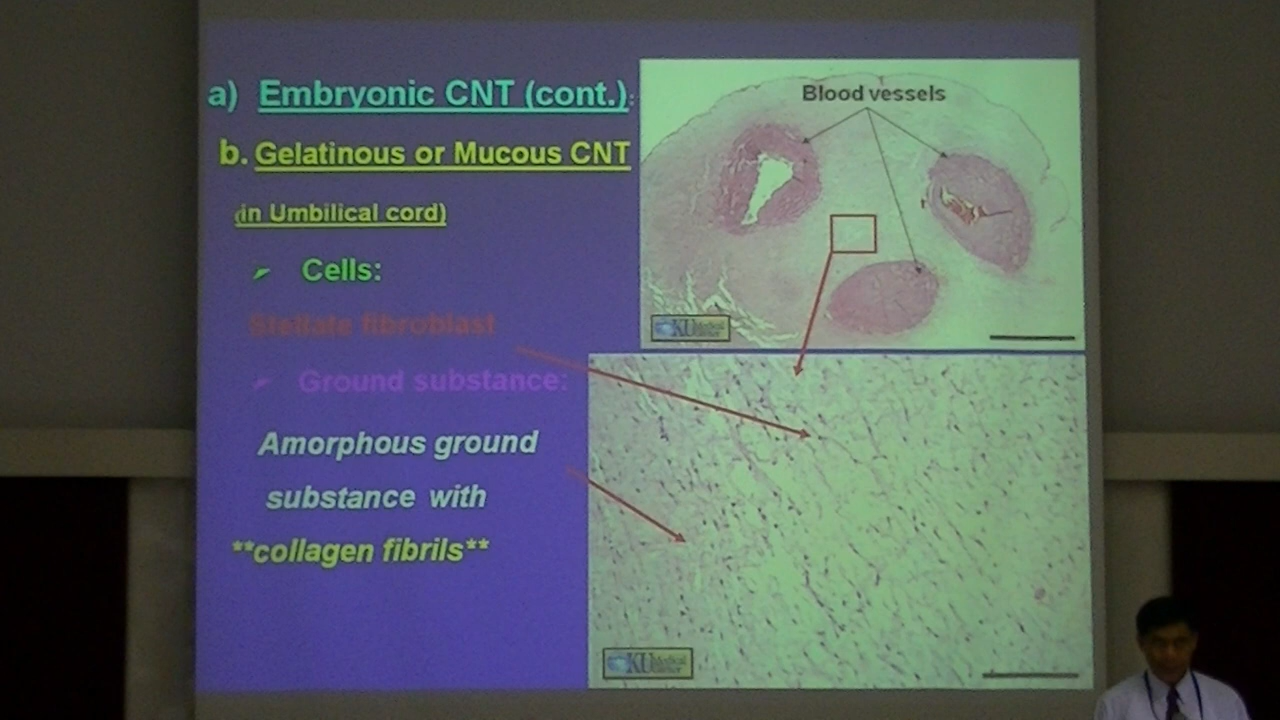 a) Embryonic CNT (cont.):
b. Gelatinous or Mucous CNT
(in Umbilical cord)
Cells:
Stellate fibroblast
Ground substance:
Amorphous ground
substance with
**collagen fibrils**
Blood vessels
KU Medical Center
KU Medical Center